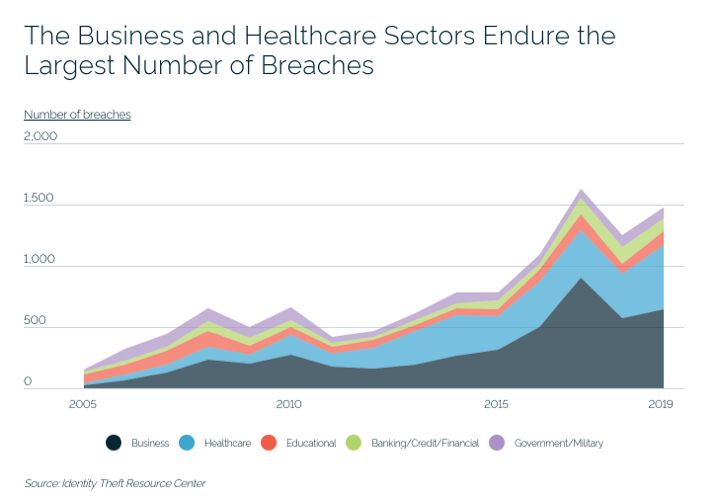 The Business and Healthcare Sectors Endure the
Largest Number of Breaches
Number of breaches
2,000
1,500
1,000
500
0
2005 2010 2015 2019
Business Healthcare Educational Banking/Credit/Financial Government/Military
Source: Identity Theft Resource Center